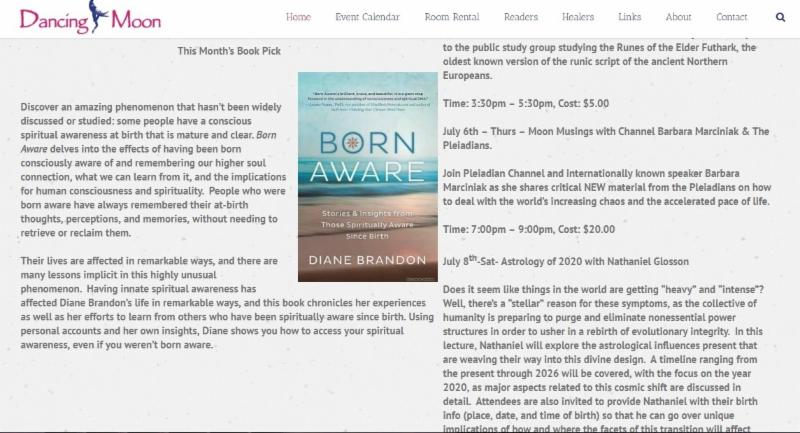 Dancing Moon
Home Event Calendar Room Rental Readers Healers Links About Contact
This Month's Book Pick
Discover an amazing phenomenon that hasn't been widely
discussed or studied: some people have a conscious
spiritual awareness at birth that is mature and clear. Born
Aware delves into the effects of having been born
consciously aware of and remembering our higher soul
connection, what we can learn from it, and the implications
for human consciousness and spirituality. People who were
born aware have always remembered their at-birth
thoughts, perceptions, and memories, without needing to
retrieve or reclaim them.
Their lives are affected in remarkable ways, and there are
many lessons implicit in this highly unusual
phenomenon. Having innate spiritual awareness has
affected Diane Brandon's life in remarkable ways, and this book chronicles her experiences
as well as her efforts to learn from others who have been spiritually aware since birth. Using
personal accounts and her own insights, Diane shows you how to access your spiritual
awareness, even if you weren't born aware.
BORN
AWARE
Stories & Insights from
Those Spiritually Aware
Since Birth
DIANE BRANDON
to the public study group studying the Runes of the Elder Futhark, the
oldest known version of the runic script of the ancient Northern
Europeans.
Time: 3:30pm – 5:30pm, Cost: $5.00
July 6th – Thurs – Moon Musings with Channel Barbara Marciniak & The
Pleiadians.
Join Pleiadian Channel and internationally known speaker Barbara
Marciniak as she shares critical NEW material from the Pleiadians on how
to deal with the world's increasing chaos and the accelerated pace of life.
Time: 7:00pm – 9:00pm, Cost: $20.00
July 8th-Sat- Astrology of 2020 with Nathaniel Glosson
Does it seem like things in the world are getting "heavy" and "intense"?
Well, there's a "stellar" reason for these symptoms, as the collective of
humanity is preparing to purge and eliminate nonessential power
structures in order to usher in a rebirth of evolutionary integrity. In this
lecture, Nathaniel will explore the astrological influences present that
are weaving their way into this divine design. A timeline ranging from
the present through 2026 will be covered, with the focus on the year
2020, as major aspects related to this cosmic shift are discussed in
detail. Attendees are also invited to provide Nathaniel with their birth
info (place, date, and time of birth) so that he can go over unique
implications of how and where the facets of this transition will affect